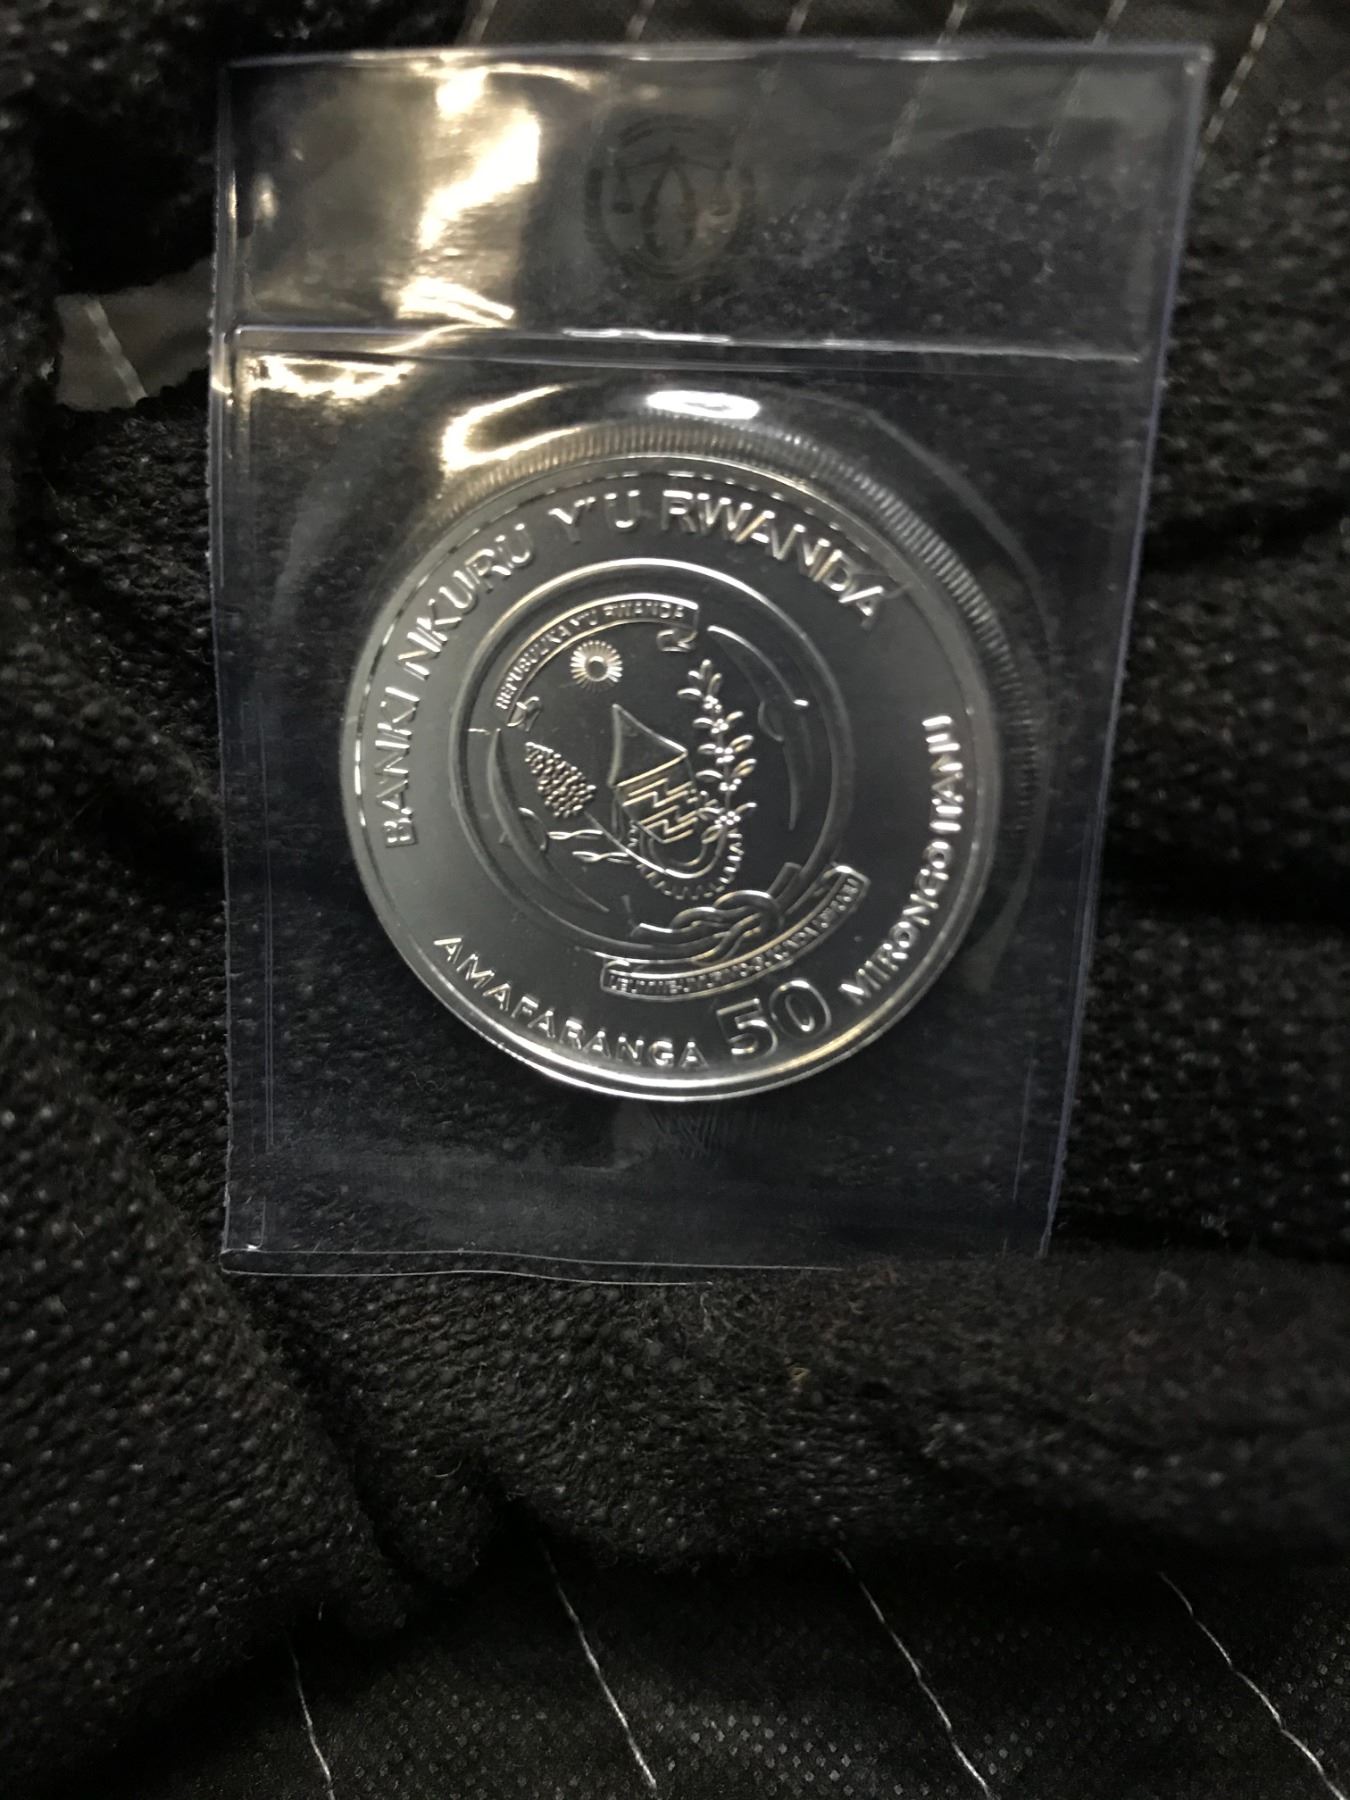 BANKI NKURU Y'U RWANDA
REPUBULIKA Y'U RWANDA
AMAFARANGA 50 MIRONGO ITANU